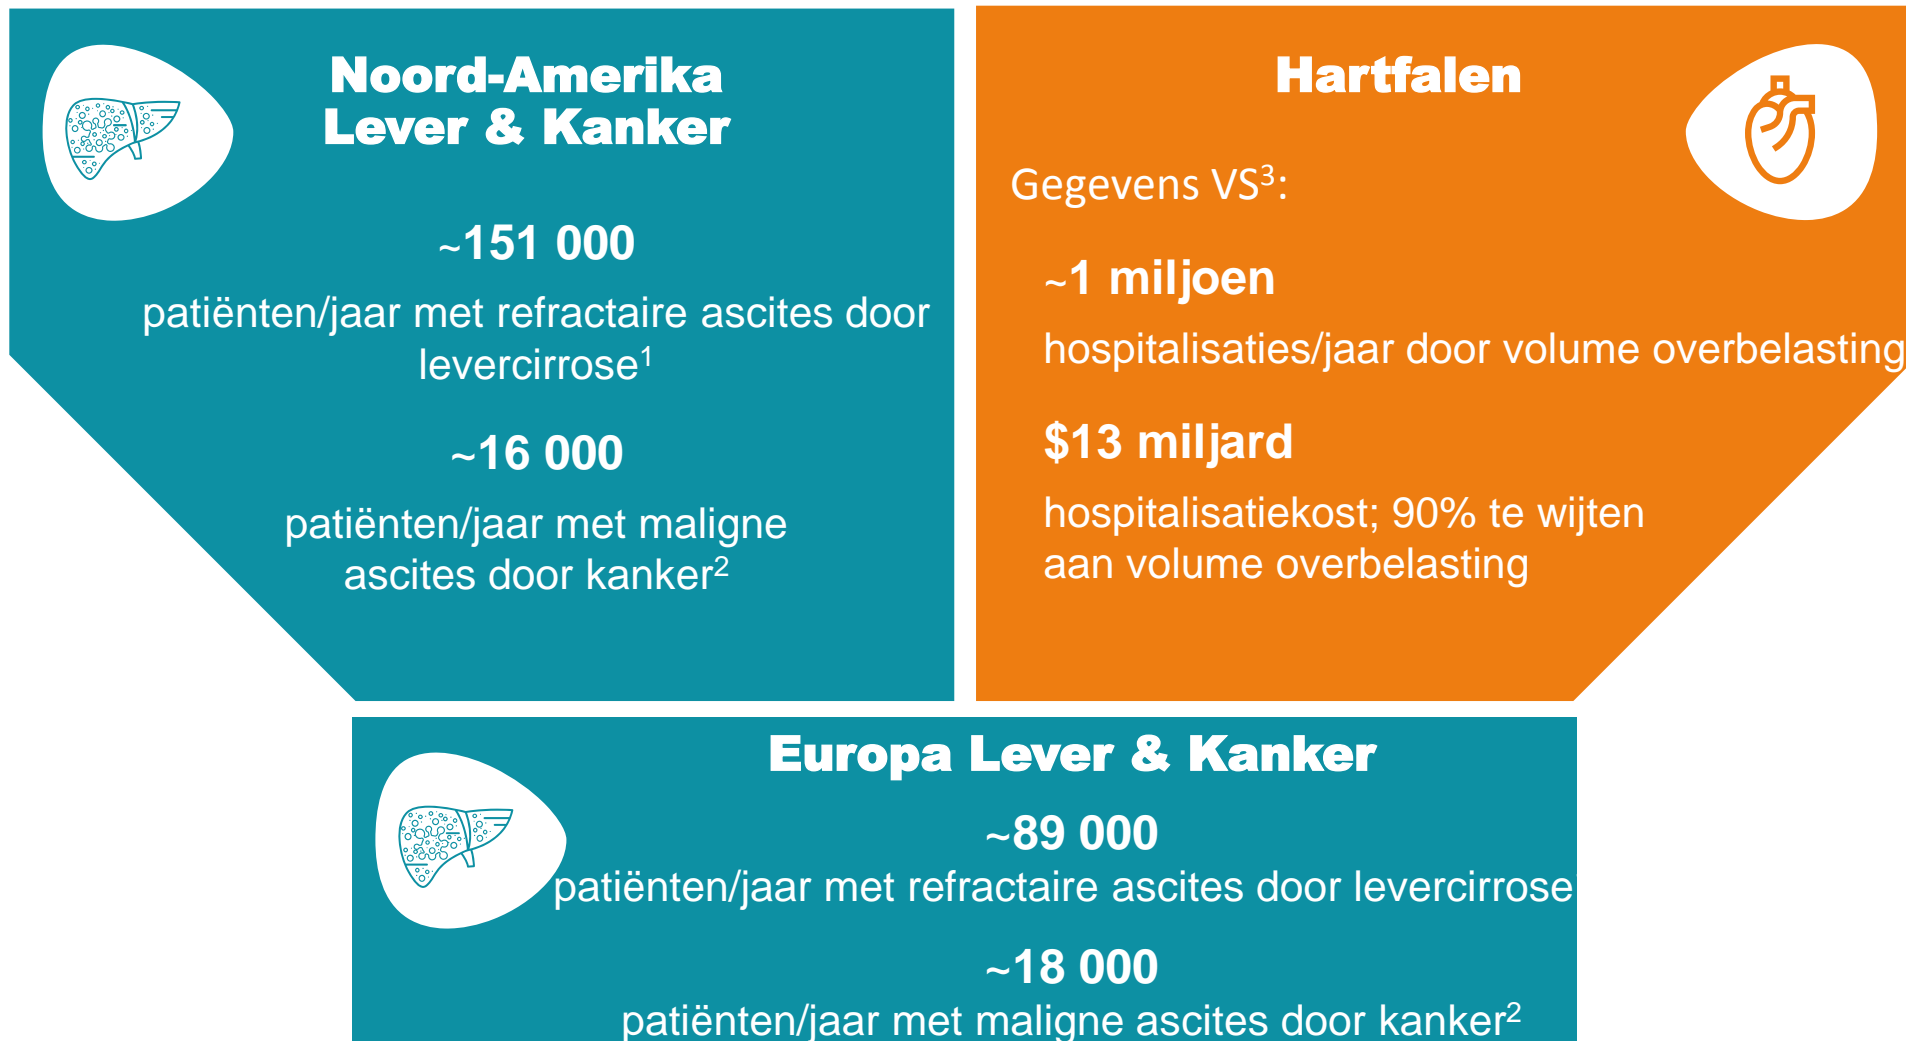 Noord-Amerika
Lever & Kanker
~151 000
patiënten/jaar met refractaire ascites door
levercirrose¹
~16 000
patiënten/jaar met maligne
ascites door kanker²
Hartfalen
Gegevens VS³:
~1 miljoen
hospitalisaties/jaar door volume overbelasting
$13 miljard
hospitalisatiekost; 90% te wijten
aan volume overbelasting
Europa Lever & Kanker
~89 000
patiënten/jaar met refractaire ascites door levercirrose
~18 000
patiënten/jaar met maligne ascites door kanker²